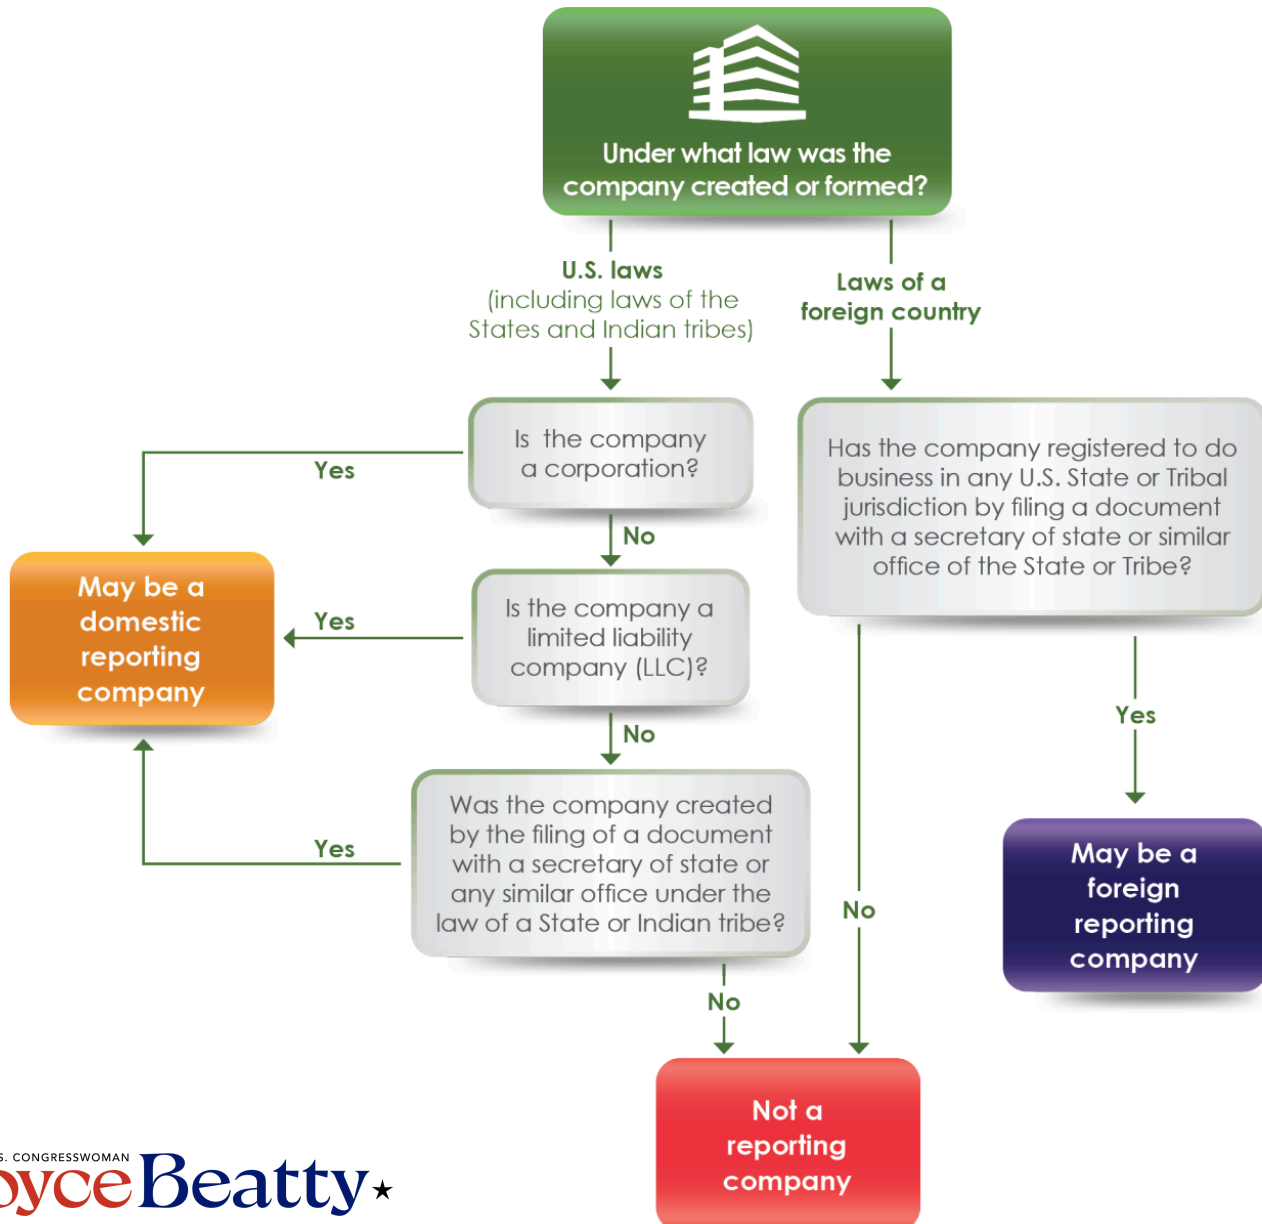 Under what law was the
company created or formed?
U.S. laws
(including laws of the
States and Indian tribes)
Laws of a
foreign country
Is the company
a corporation?
Yes
No
Has the company registered to do
business in any U.S. State or Tribal
jurisdiction by filing a document
with a secretary of state or similar
office of the State or Tribe?
May be a
domestic
reporting
company
Yes
Is the company a
limited liability
company (LLC)?
No
Yes
Was the company created
by the filing of a document
with a secretary of state or
any similar office under the
law of a State or Indian tribe?
Yes
May be a
foreign
reporting
company
No
No
Not a
reporting
company
S. CONGRESSWOMAN
oyce Beatty